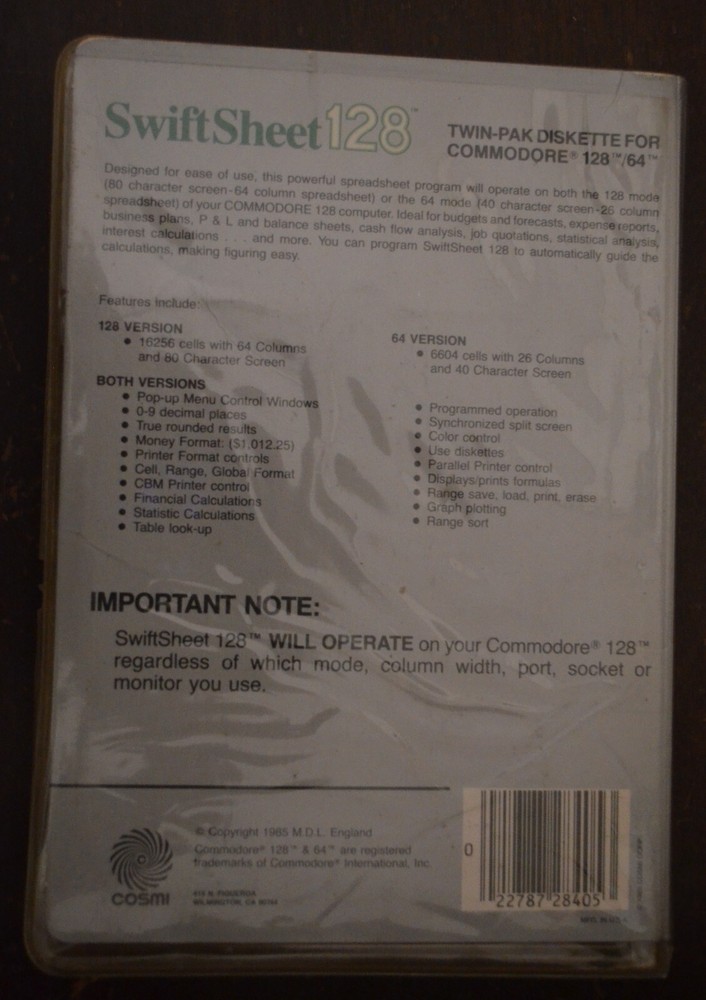 SwiftSheet 128™
TWIN-PAK DISKETTE FOR
COMMODORE® 128™/64™
Designed for ease of use, this powerful spreadsheet program will operate on both the 128 mode
(80 character screen-64 column spreadsheet) or the 64 mode (40 character screen-26 column
spreadsheet) of your COMMODORE 128 computer. Ideal for budgets and forecasts, expense reports,
business plans, P & L and balance sheets, cash flow analysis, job quotations, statistical analysis,
interest calculations . . . and more. You can program SwiftSheet 128 to automatically guide the
calculations, making figuring easy.
Features Include:
128 VERSION
• 16256 cells with 64 Columns
and 80 Character Screen
64 VERSION
• 6604 cells with 26 Columns
and 40 Character Screen
BOTH VERSIONS
• Pop-up Menu Control Windows
• 0-9 decimal places
• True rounded results
• Money Format: ($1,012.25)
• Printer Format controls
• Cell, Range, Global Format
• CBM Printer control
• Financial Calculations
• Statistic Calculations
• Table look-up
• Programmed operation
• Synchronized split screen
• Color control
• Use diskettes
• Parallel Printer control
• Displays/prints formulas
• Range save, load, print, erase
• Graph plotting
• Range sort
IMPORTANT NOTE:
SwiftSheet 128™ WILL OPERATE on your Commodore® 128™
regardless of which mode, column width, port, socket or
monitor you use.
© Copyright 1985 M.D.L. England
Commodore® 128™ & 64™ are registered
trademarks of Commodore® International, Inc.
COSMI
415 N. FIGUEROA
WILMINGTON, CA 90744
0 22787 28405
MFG. IN U.S.A.